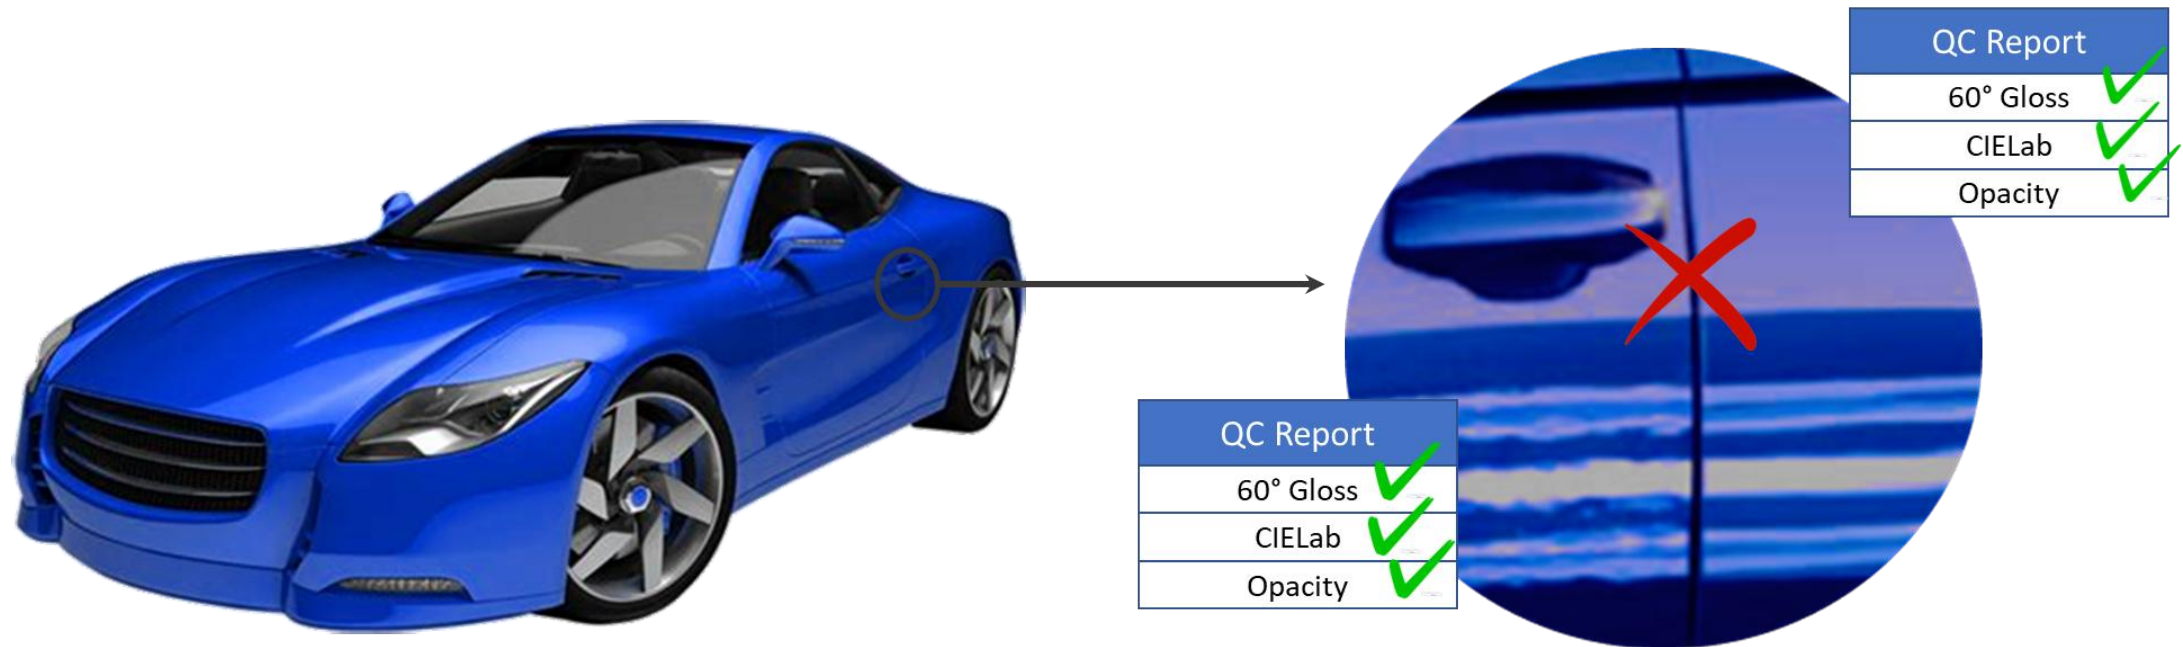 QC Report
60° Gloss
CIELab
Opacity
QC Report
60° Gloss
CIELab
Opacity